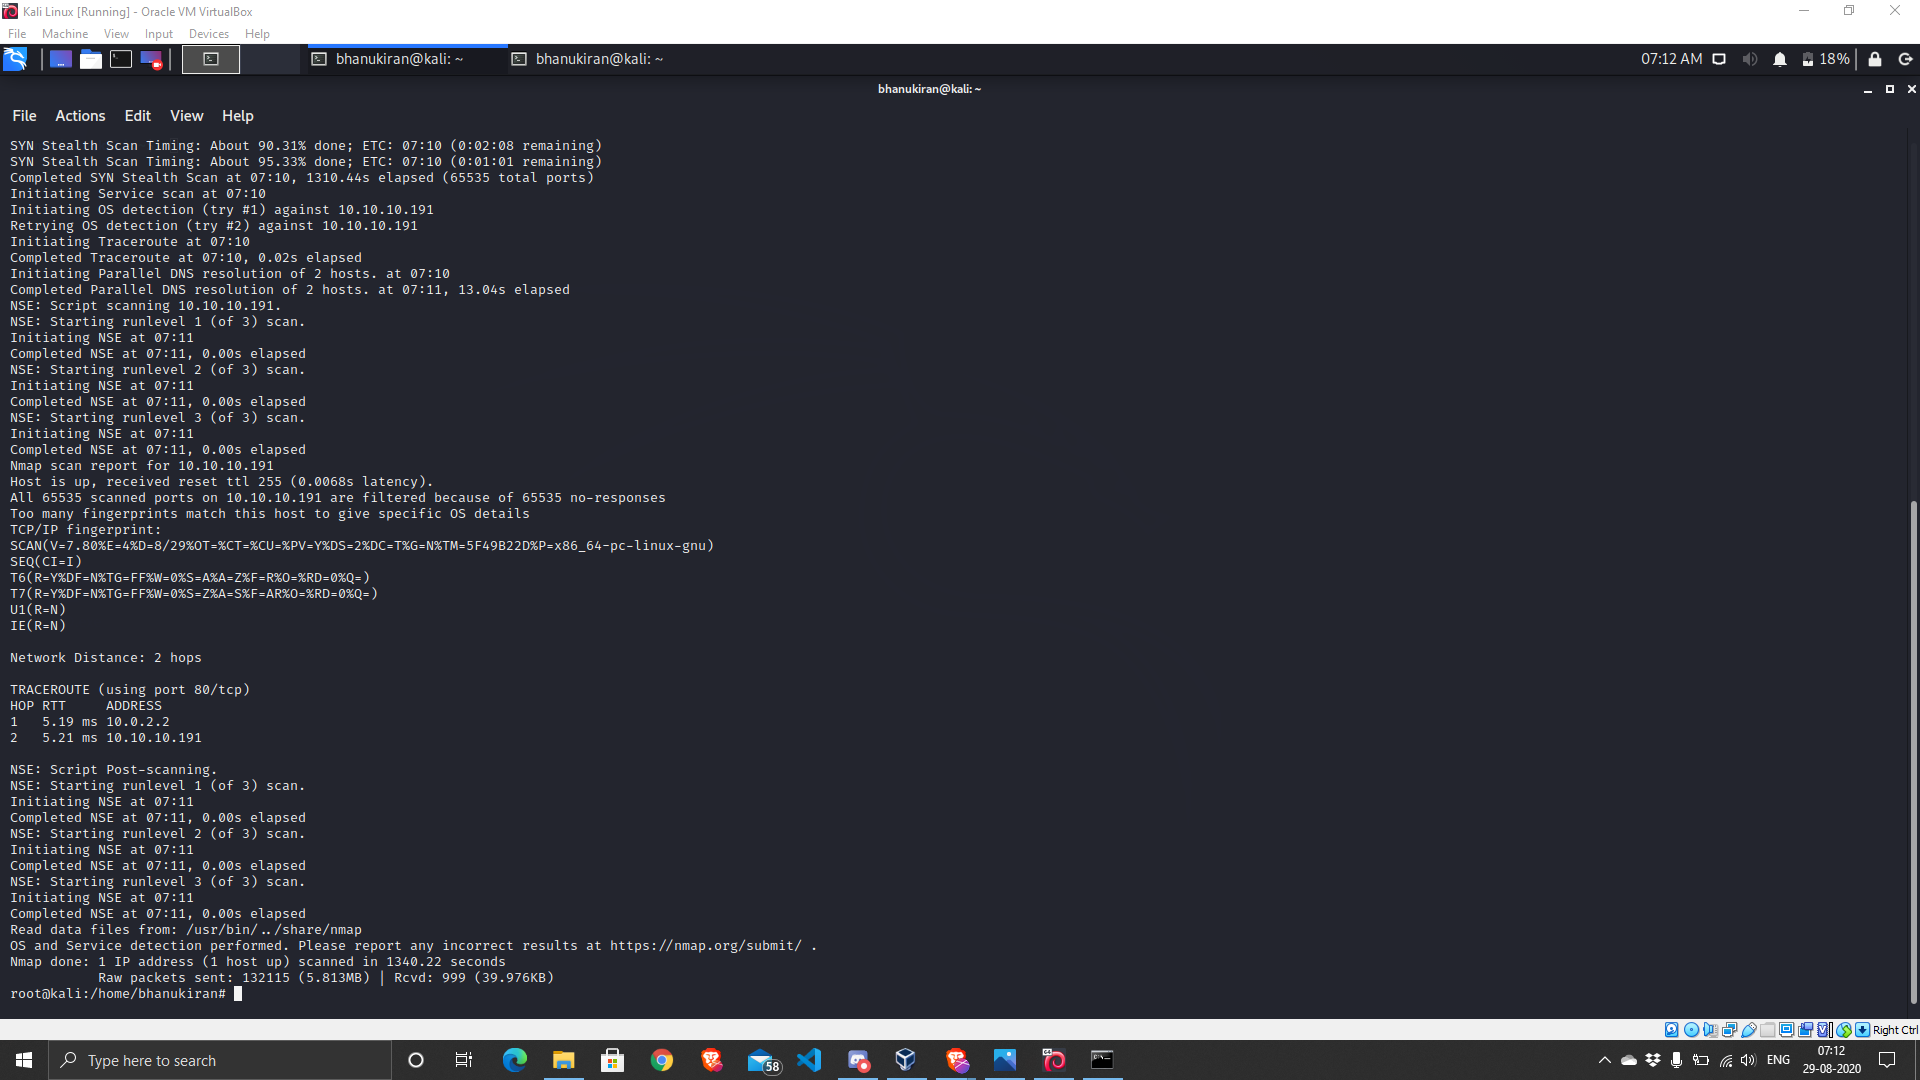 Kali Linux [Running] - Oracle VM VirtualBox
File Machine View Input Devices Help
bhanukiran@kali: ~ bhanukiran@kali: ~ 07:12 AM 18%
bhanukiran@kali: ~
File Actions Edit View Help
SYN Stealth Scan Timing: About 90.31% done; ETC: 07:10 (0:02:08 remaining)
SYN Stealth Scan Timing: About 95.33% done; ETC: 07:10 (0:01:01 remaining)
Completed SYN Stealth Scan at 07:10, 1310.44s elapsed (65535 total ports)
Initiating Service scan at 07:10
Initiating OS detection (try #1) against 10.10.10.191
Retrying OS detection (try #2) against 10.10.10.191
Initiating Traceroute at 07:10
Completed Traceroute at 07:10, 0.02s elapsed
Initiating Parallel DNS resolution of 2 hosts. at 07:10
Completed Parallel DNS resolution of 2 hosts. at 07:11, 13.04s elapsed
NSE: Script scanning 10.10.10.191.
NSE: Starting runlevel 1 (of 3) scan.
Initiating NSE at 07:11
Completed NSE at 07:11, 0.00s elapsed
NSE: Starting runlevel 2 (of 3) scan.
Initiating NSE at 07:11
Completed NSE at 07:11, 0.00s elapsed
NSE: Starting runlevel 3 (of 3) scan.
Initiating NSE at 07:11
Completed NSE at 07:11, 0.00s elapsed
Nmap scan report for 10.10.10.191
Host is up, received reset ttl 255 (0.0068s latency).
All 65535 scanned ports on 10.10.10.191 are filtered because of 65535 no-responses
Too many fingerprints match this host to give specific OS details
TCP/IP fingerprint:
SCAN(V=7.80%E=4%D=8/29%OT=%CT=%CU=%PV=Y%DS=2%DC=T%G=N%TM=5F49B22D%P=x86_64-pc-linux-gnu)
SEQ(CI=I)
T6(R=Y%DF=N%TG=FF%W=0%S=A%A=Z%F=R%O=%RD=0%Q=)
T7(R=Y%DF=N%TG=FF%W=0%S=Z%A=S%F=AR%O=%RD=0%Q=)
U1(R=N)
IE(R=N)
Network Distance: 2 hops
TRACEROUTE (using port 80/tcp)
HOP RTT ADDRESS
1 5.19 ms 10.0.2.2
2 5.21 ms 10.10.10.191
NSE: Script Post-scanning.
NSE: Starting runlevel 1 (of 3) scan.
Initiating NSE at 07:11
Completed NSE at 07:11, 0.00s elapsed
NSE: Starting runlevel 2 (of 3) scan.
Initiating NSE at 07:11
Completed NSE at 07:11, 0.00s elapsed
NSE: Starting runlevel 3 (of 3) scan.
Initiating NSE at 07:11
Completed NSE at 07:11, 0.00s elapsed
Read data files from: /usr/bin/../share/nmap
OS and Service detection performed. Please report any incorrect results at https://nmap.org/submit/ .
Nmap done: 1 IP address (1 host up) scanned in 1340.22 seconds
Raw packets sent: 132115 (5.813MB) | Rcvd: 999 (39.976KB)
root@kali:/home/bhanukiran#
Right Ctrl
Type here to search 58 ENG 07:12
29-08-2020